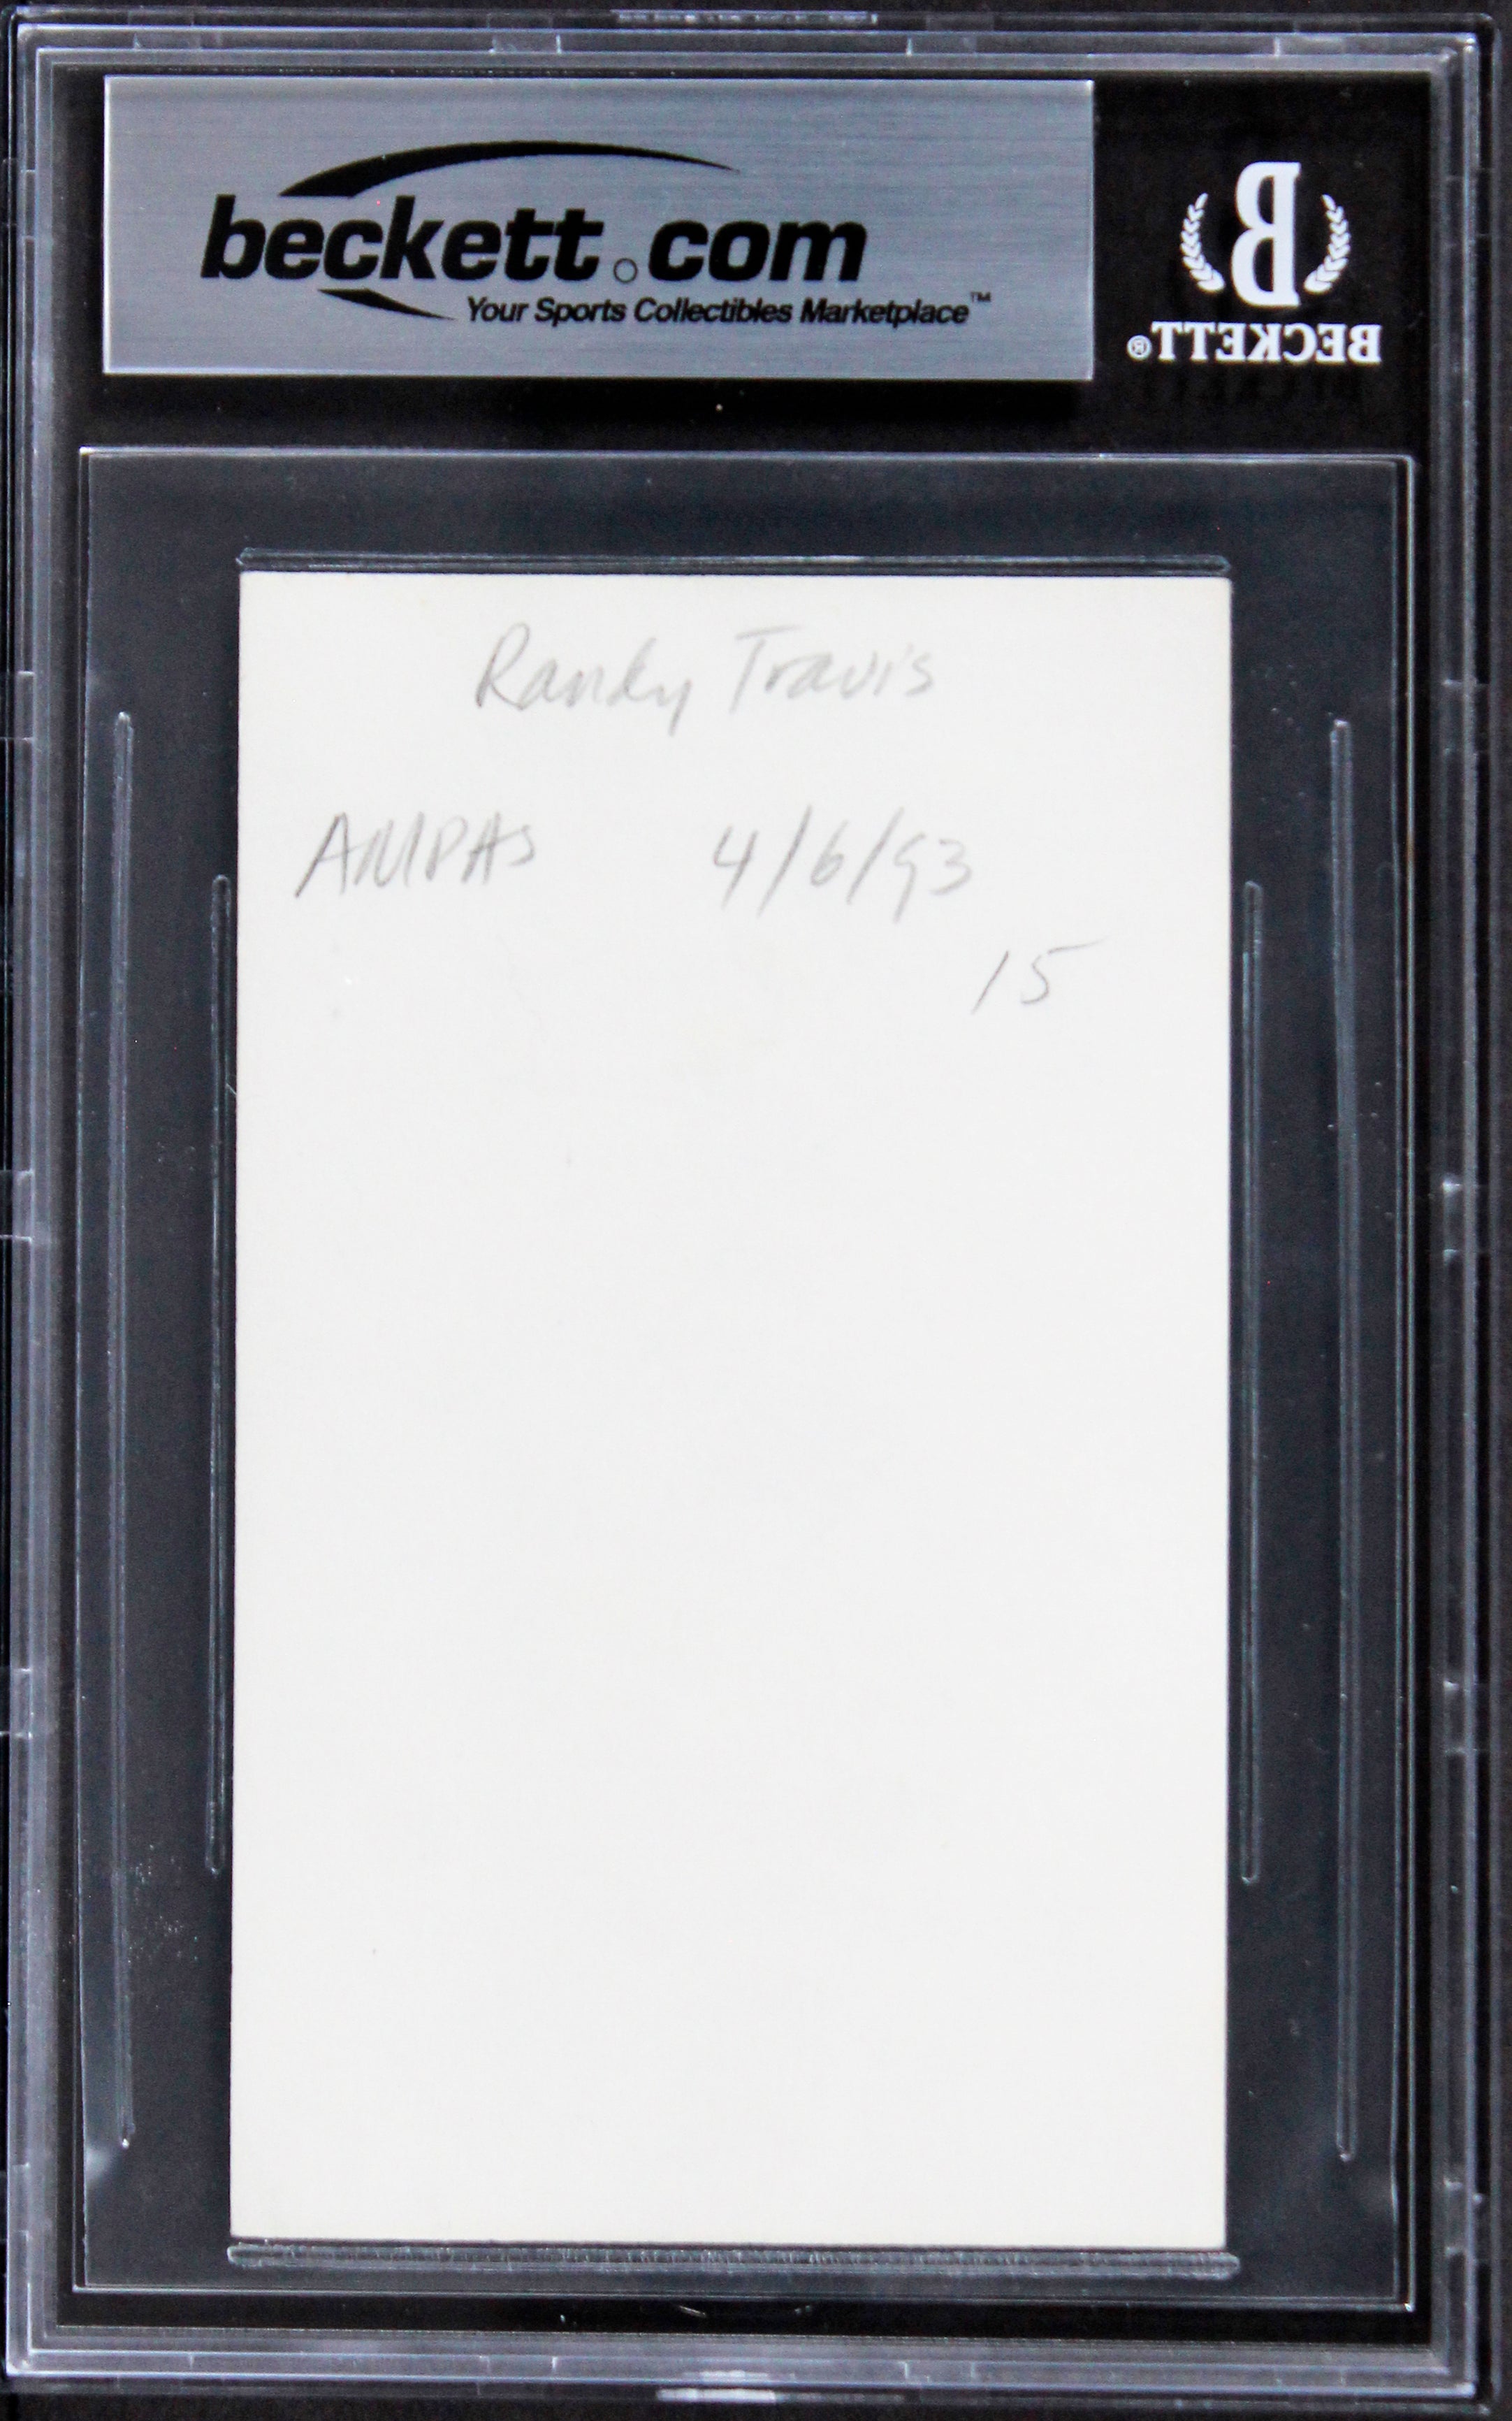 beckett.com
Your Sports Collectibles Marketplace™
B
BECKETT®
Randy Travis
AMPAS 4/6/93
15